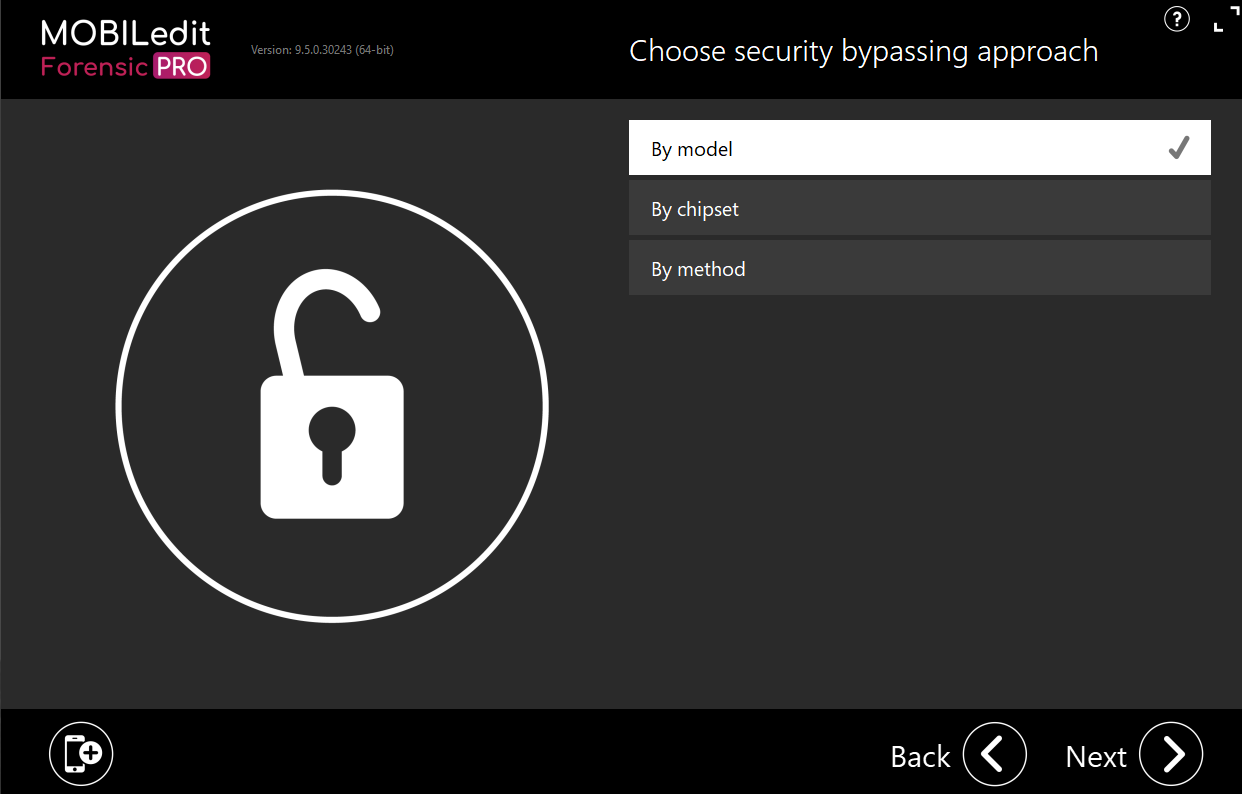 MOBILedit
Forensic PRO
Version: 9.5.0.30243 (64-bit)
Choose security bypassing approach
?
By model
By chipset
By method
Back
Next